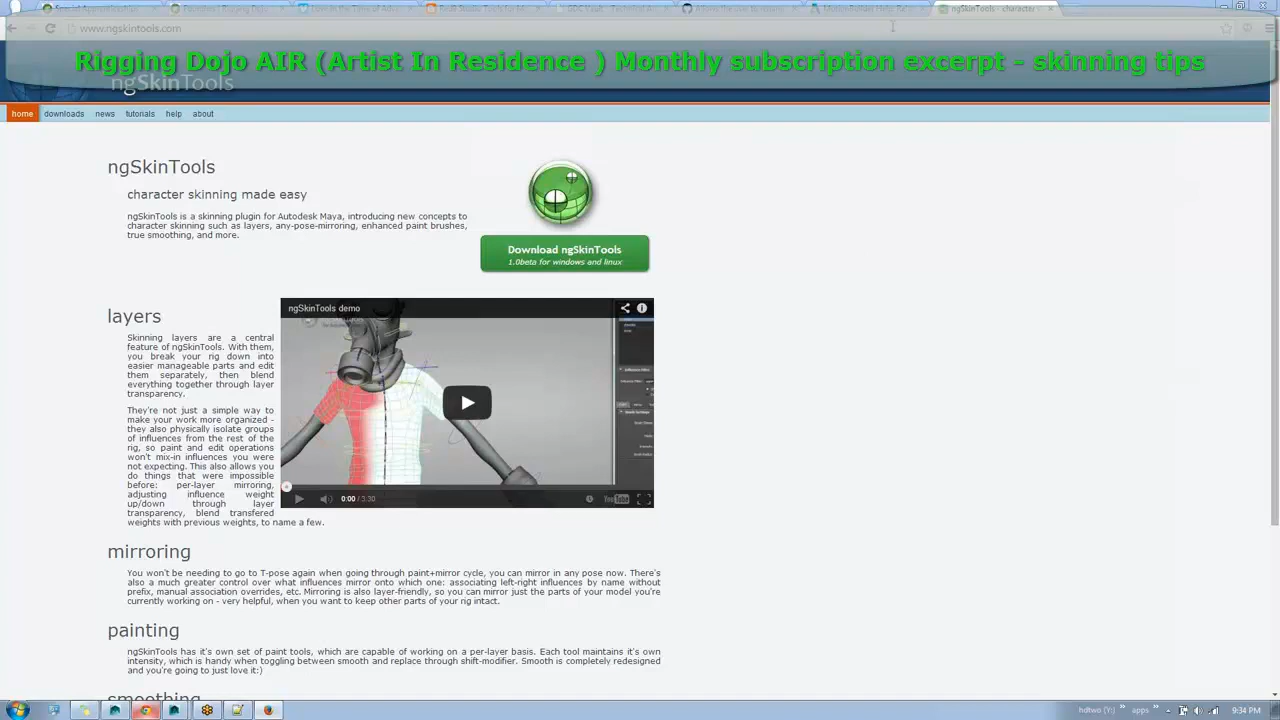 www.ngskintools.com
Rigging Dojo AIR (Artist In Residence ) Monthly subscription excerpt - skinning tips
ngSkinTools
home downloads news tutorials help about
ngSkinTools
character skinning made easy
ngSkinTools is a skinning plugin for Autodesk Maya, introducing new concepts to
character skinning such as layers, any-pose-mirroring, enhanced paint brushes,
true smoothing, and more.
Download ngSkinTools
1.0beta for windows and linux
layers
Skinning layers are a central
feature of ngSkinTools. With them,
you break your rig down into
easier manageable parts and edit
them separately, then blend
everything together through layer
transparency.
They're not just a simple way to
make your work more organized -
they also physically isolate groups
of influences from the rest of the
rig, so paint and edit operations
won't mix-in influences you were
not expecting. This also allows you
do things that were impossible
before: per-layer mirroring,
adjusting influence weight
up/down through layer
transparency, blend transfered
weights with previous weights, to name a few.
ngSkinTools demo
0:00 / 3:30
YouTube
mirroring
You won't be needing to go to T-pose again when going through paint+mirror cycle, you can mirror in any pose now. There's
also a much greater control over what influences mirror onto which one: associating left-right influences by name without
prefix, manual association overrides, etc. Mirroring is also layer-friendly, so you can mirror just the parts of your model you're
currently working on - very helpful, when you want to keep other parts of your rig intact.
painting
ngSkinTools has it's own set of paint tools, which are capable of working on a per-layer basis. Each tool maintains it's own
intensity, which is handy when toggling between smooth and replace through shift-modifier. Smooth is completely redesigned
and you're going to just love it:)
smoothing
hdtwo (Y:) apps 9:34 PM